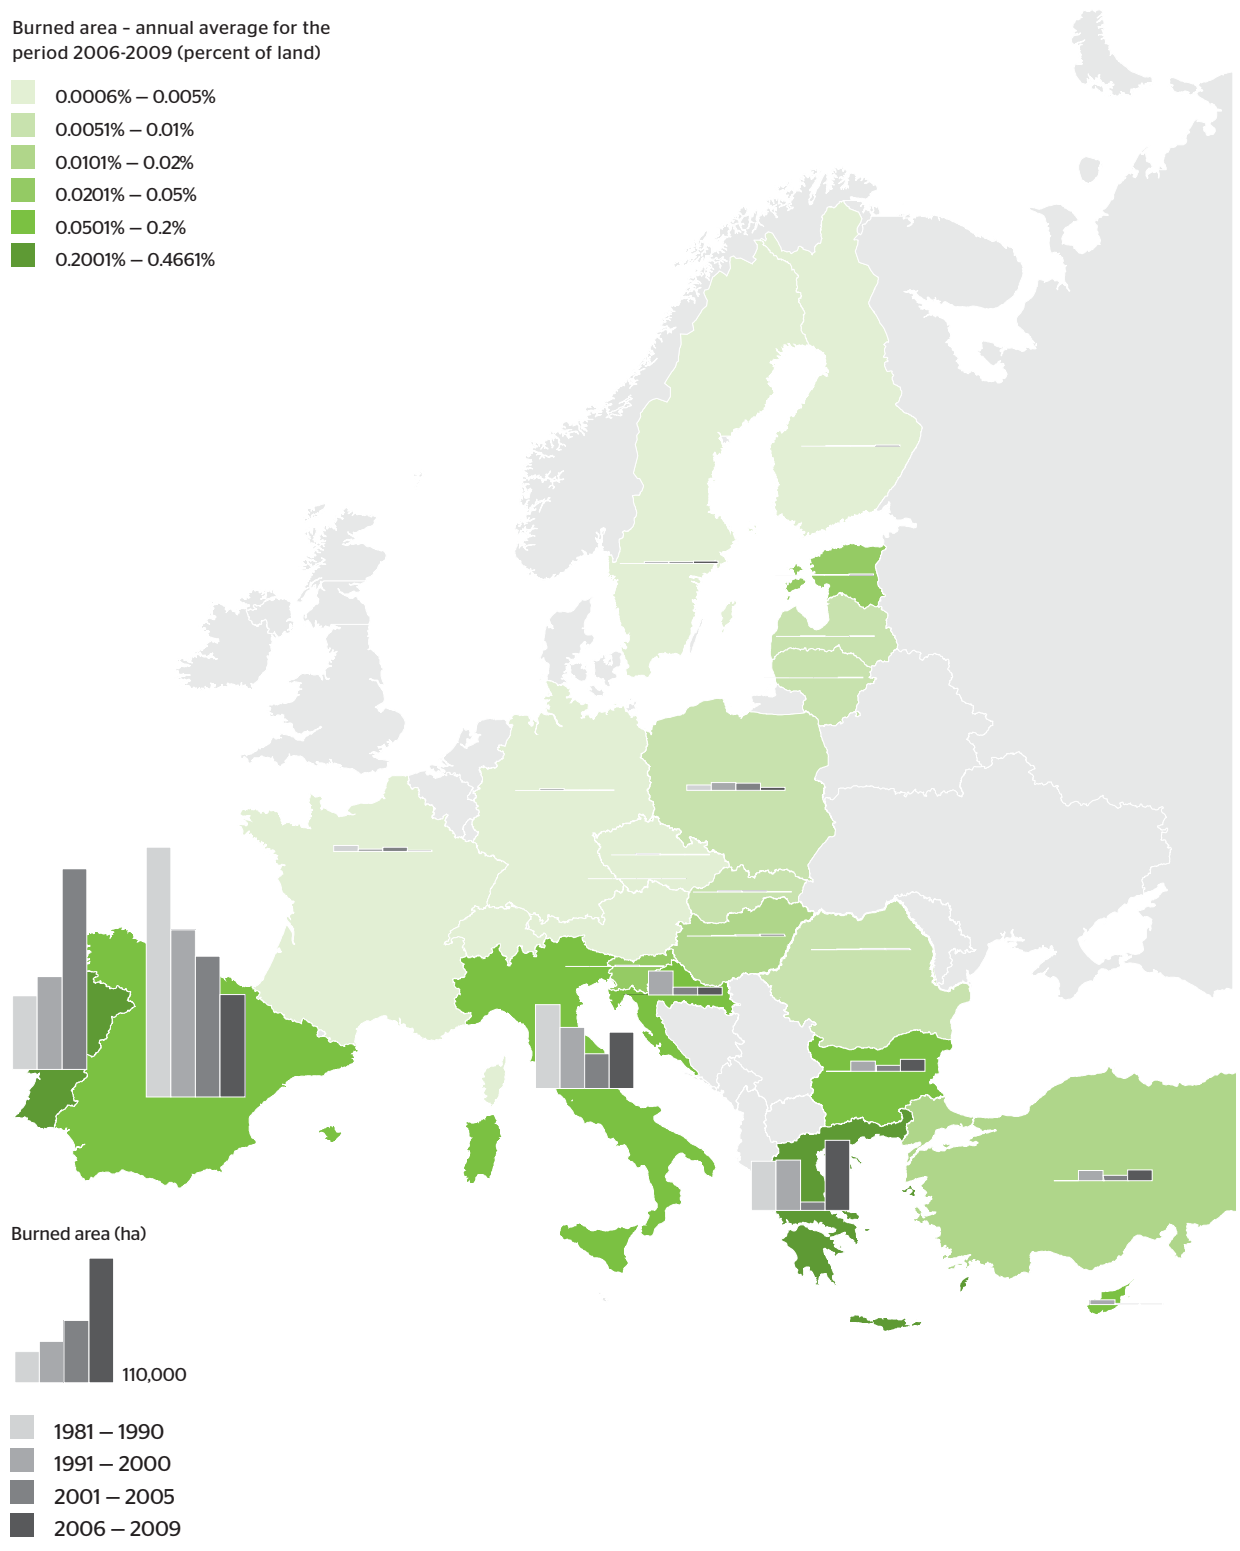 Burned area - annual average for the
period 2006-2009 (percent of land)
0.0006% – 0.005%
0.0051% – 0.01%
0.0101% – 0.02%
0.0201% – 0.05%
0.0501% – 0.2%
0.2001% – 0.4661%
Burned area (ha)
110,000
1981 – 1990
1991 – 2000
2001 – 2005
2006 – 2009